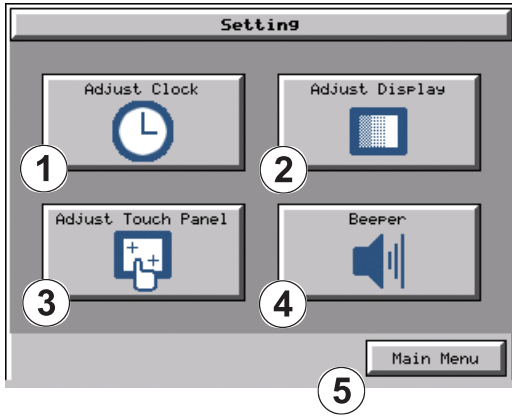 Setting
Adjust Clock
Adjust Display
1
2
Adjust Touch Panel
Beeper
3
4
Main Menu
5